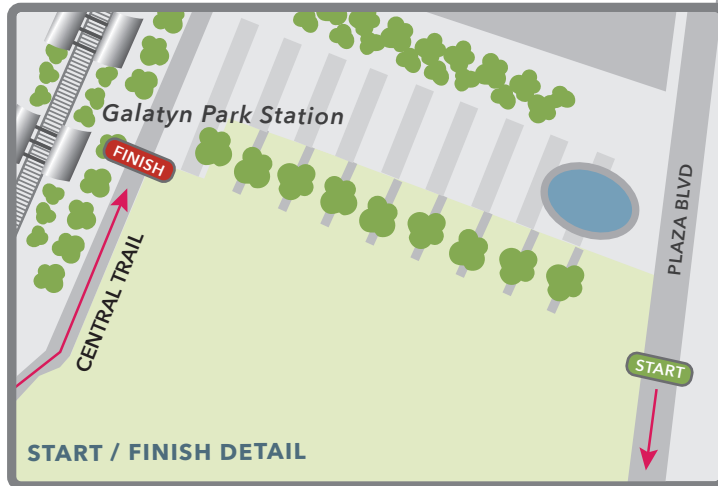 Galatyn Park Station
FINISH
PLAZA BLVD
CENTRAL TRAIL
START
START / FINISH DETAIL